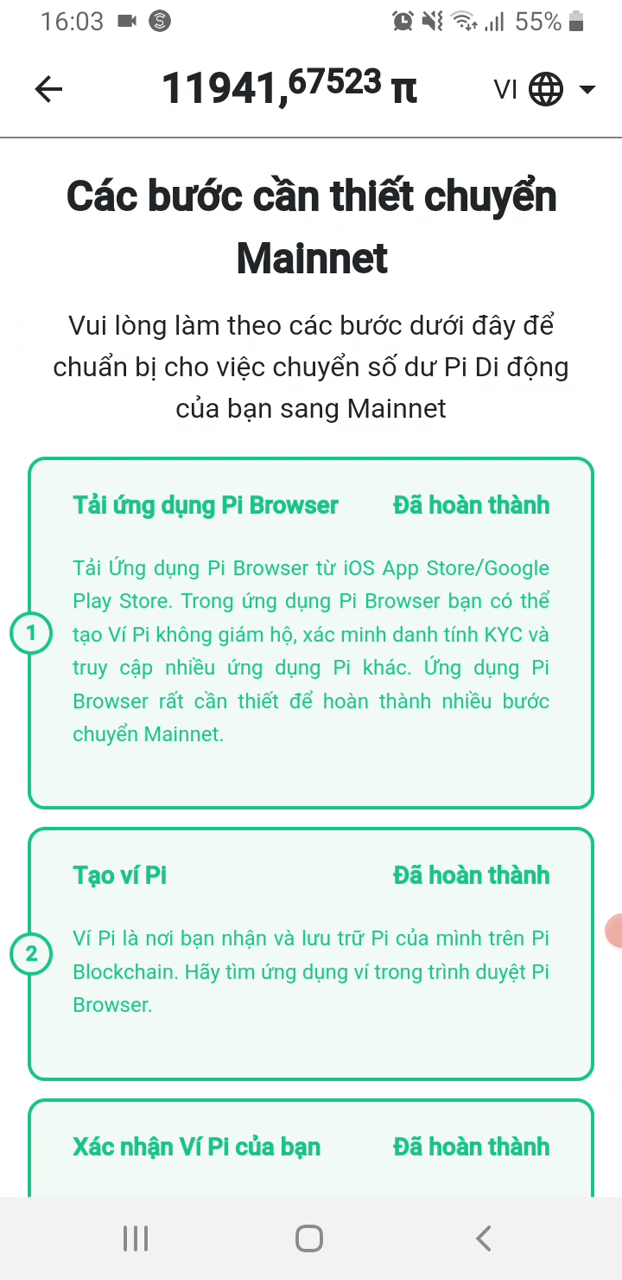 16:03 55%
11941,67523 π VI
Các bước cần thiết chuyển
Mainnet
Vui lòng làm theo các bước dưới đây để
chuẩn bị cho việc chuyển số dư Pi Di động
của bạn sang Mainnet
Tải ứng dụng Pi Browser Đã hoàn thành
Tải Ứng dụng Pi Browser từ iOS App Store/Google
Play Store. Trong ứng dụng Pi Browser bạn có thể
1 tạo Ví Pi không giám hộ, xác minh danh tính KYC và
truy cập nhiều ứng dụng Pi khác. Ứng dụng Pi
Browser rất cần thiết để hoàn thành nhiều bước
chuyển Mainnet.
Tạo ví Pi Đã hoàn thành
Ví Pi là nơi bạn nhận và lưu trữ Pi của mình trên Pi
2 Blockchain. Hãy tìm ứng dụng ví trong trình duyệt Pi
Browser.
Xác nhận Ví Pi của bạn Đã hoàn thành